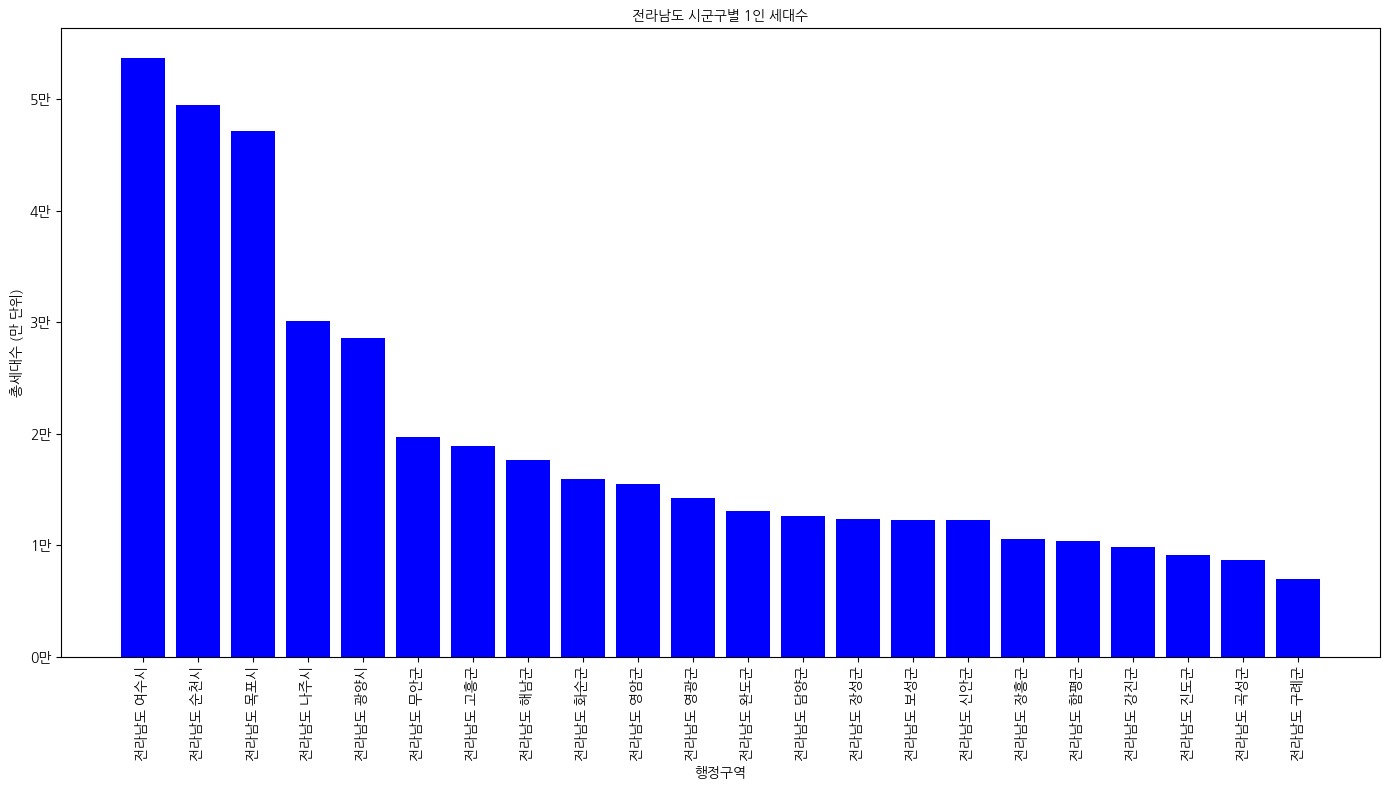 전라남도 시군구별 1인 세대수
총세대수 (만 단위)
5만
4만
3만
2만
1만
0만
전라남도 여수시
전라남도 순천시
전라남도 목포시
전라남도 나주시
전라남도 광양시
전라남도 무안군
전라남도 고흥군
전라남도 해남군
전라남도 화순군
전라남도 영암군
전라남도 영광군
전라남도 완도군
전라남도 담양군
전라남도 장성군
전라남도 보성군
전라남도 신안군
전라남도 장흥군
전라남도 함평군
전라남도 강진군
전라남도 진도군
전라남도 곡성군
전라남도 구례군
행정구역